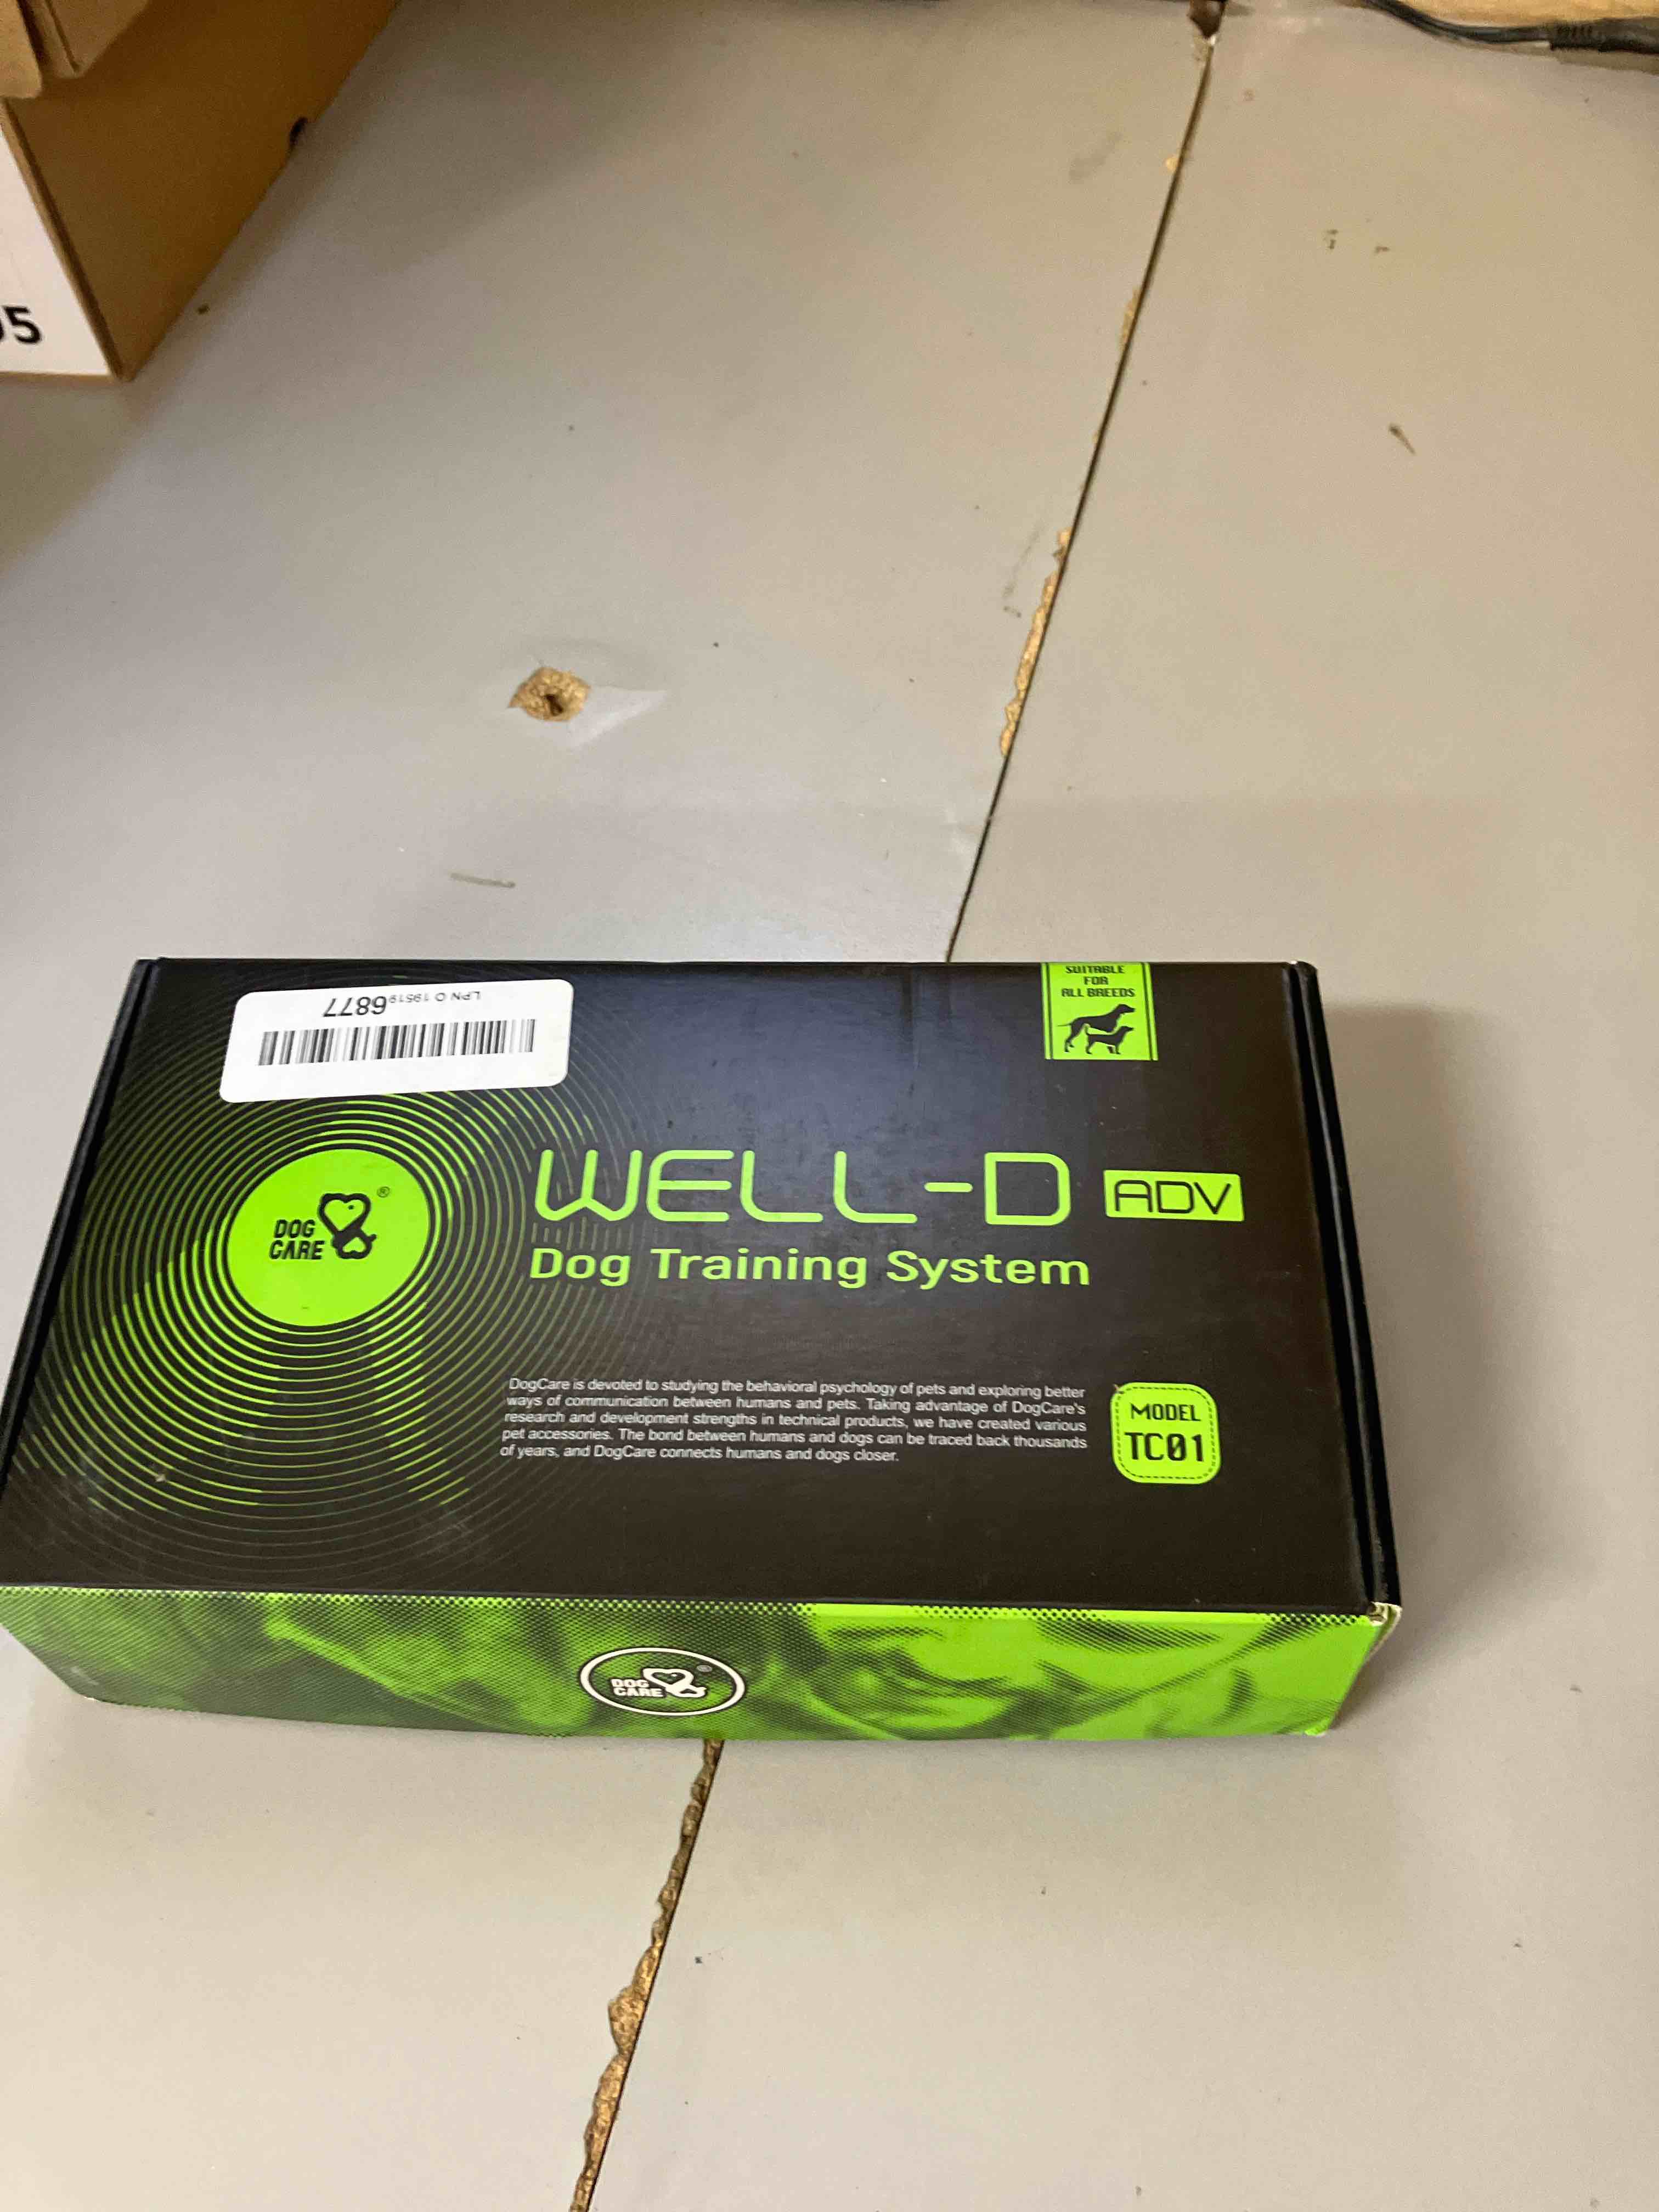 05
LPN O 195196877
SUITABLE
FOR
ALL BREEDS
WELL-D ADV
DOG
CARE
®
Dog Training System
DogCare is devoted to studying the behavioral psychology of pets and exploring better
ways of communication between humans and pets. Taking advantage of DogCare's
research and development strengths in technical products, we have created various
pet accessories. The bond between humans and dogs can be traced back thousands
of years, and DogCare connects humans and dogs closer.
MODEL
TC01
DOG
CARE
®